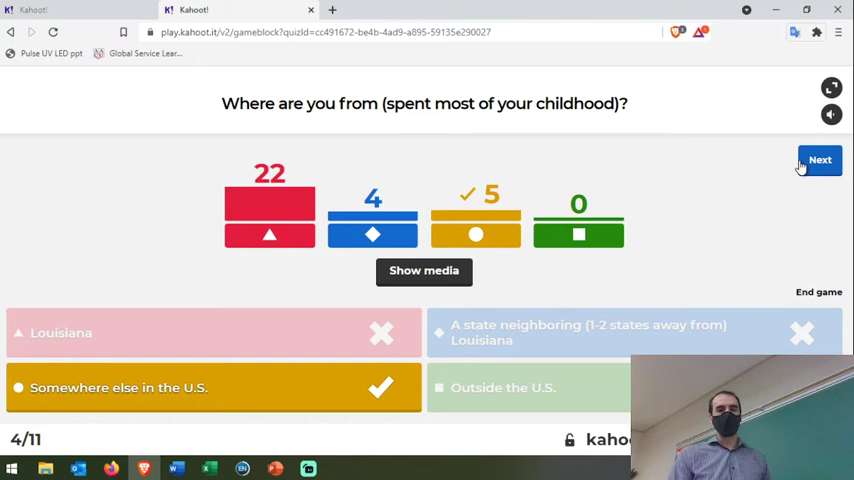 Kahoot!
Kahoot!
play.kahoot.it/v2/gameblock?quizId=cc491672-be4b-4ad9-a895-59135e290027
Pulse UV LED ppt
Global Service Lear...
Where are you from (spent most of your childhood)?
Next
22
4
5
0
Show media
End game
Louisiana
A state neighboring (1-2 states away from)
Louisiana
Somewhere else in the U.S.
Outside the U.S.
4/11
kaho